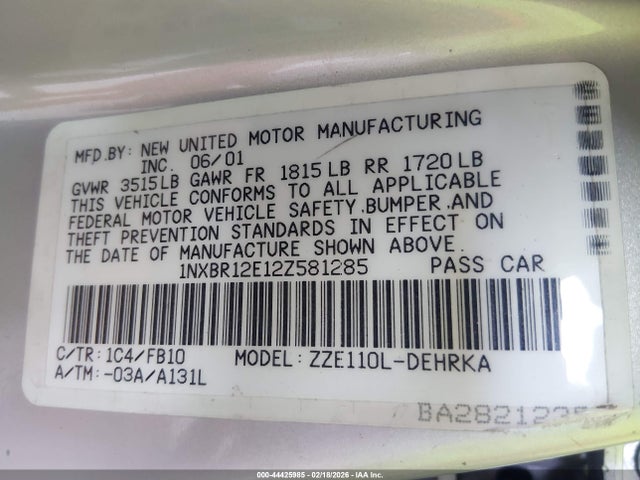 MFD.BY: NEW UNITED MOTOR MANUFACTURING
INC. 06/01
GVWR 3515LB GAWR FR 1815LB RR 1720LB
THIS VEHICLE CONFORMS TO ALL APPLICABLE
FEDERAL MOTOR VEHICLE SAFETY,BUMPER,AND
THEFT PREVENTION STANDARDS IN EFFECT ON
THE DATE OF MANUFACTURE SHOWN ABOVE.
1NXBR12E12Z581285 PASS CAR
C/TR:1C4/FB10 MODEL: ZZE110L-DEHRKA
A/TM:-03A/A131L
000-44425985 - 02/18/2026 - IAA Inc.